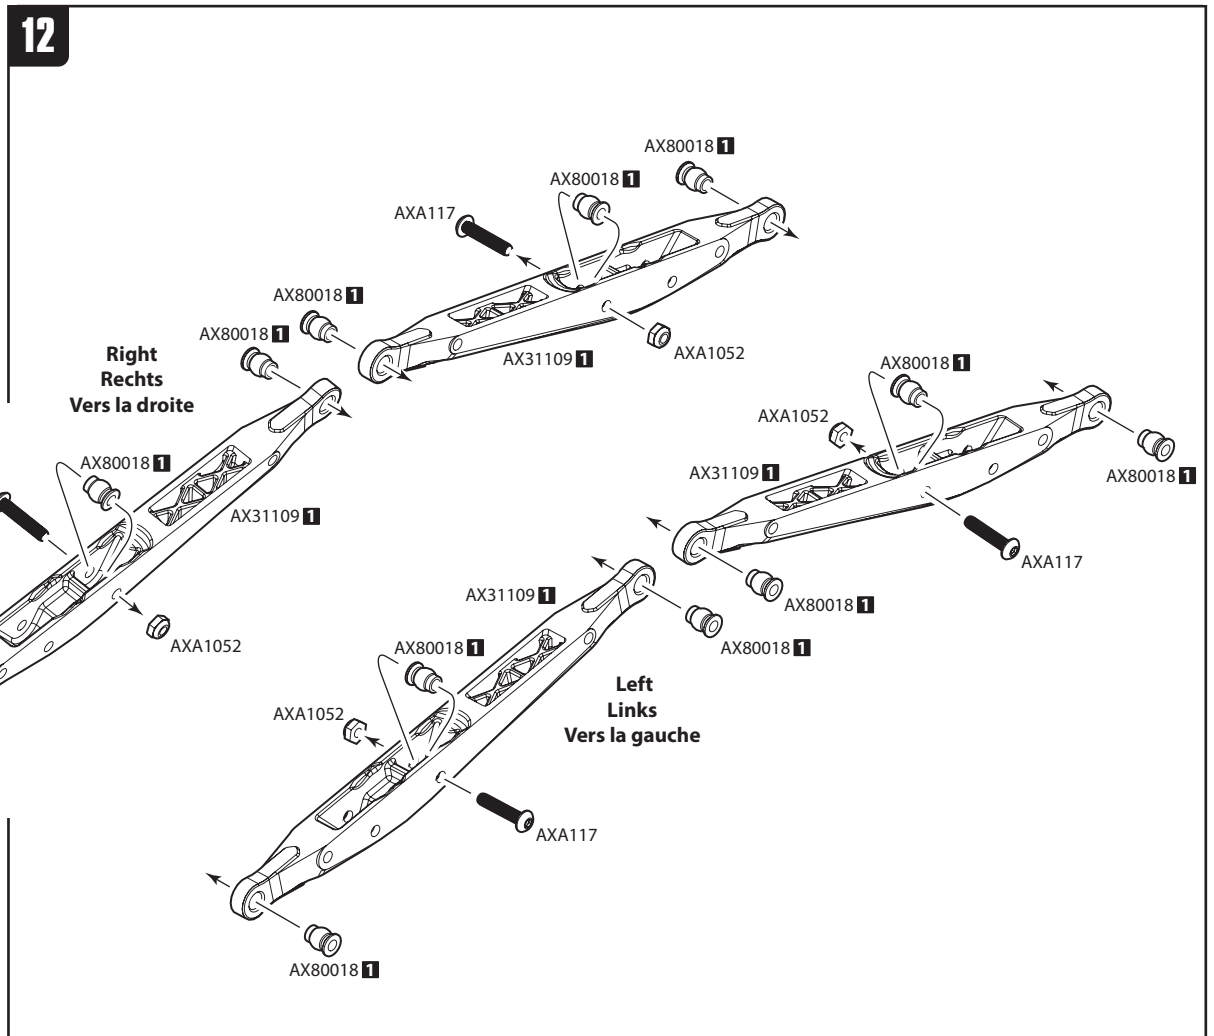 12
AX80018 1
AX80018 1
AXA117
AX80018 1
AX80018 1
AX31109 1
AXA1052
Right
Rechts
Vers la droite
AX80018 1
AXA1052
AX80018 1
AX31109 1
AX80018 1
AX31109 1
AXA117
AX80018 1
AX31109 1
AXA1052
AX80018 1
AX80018 1
Left
Links
Vers la gauche
AXA1052
AXA117
AX80018 1